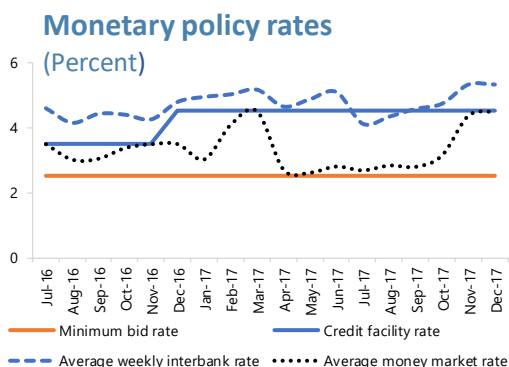 Monetary policy rates
(Percent)
6
4
2
0
Jul-16
Aug-16
Sep-16
Oct-16
Nov-16
Dec-16
Jan-17
Feb-17
Mar-17
Apr-17
May-17
Jun-17
Jul-17
Aug-17
Sep-17
Oct-17
Nov-17
Dec-17
Minimum bid rate
Credit facility rate
Average weekly interbank rate
Average money market rate